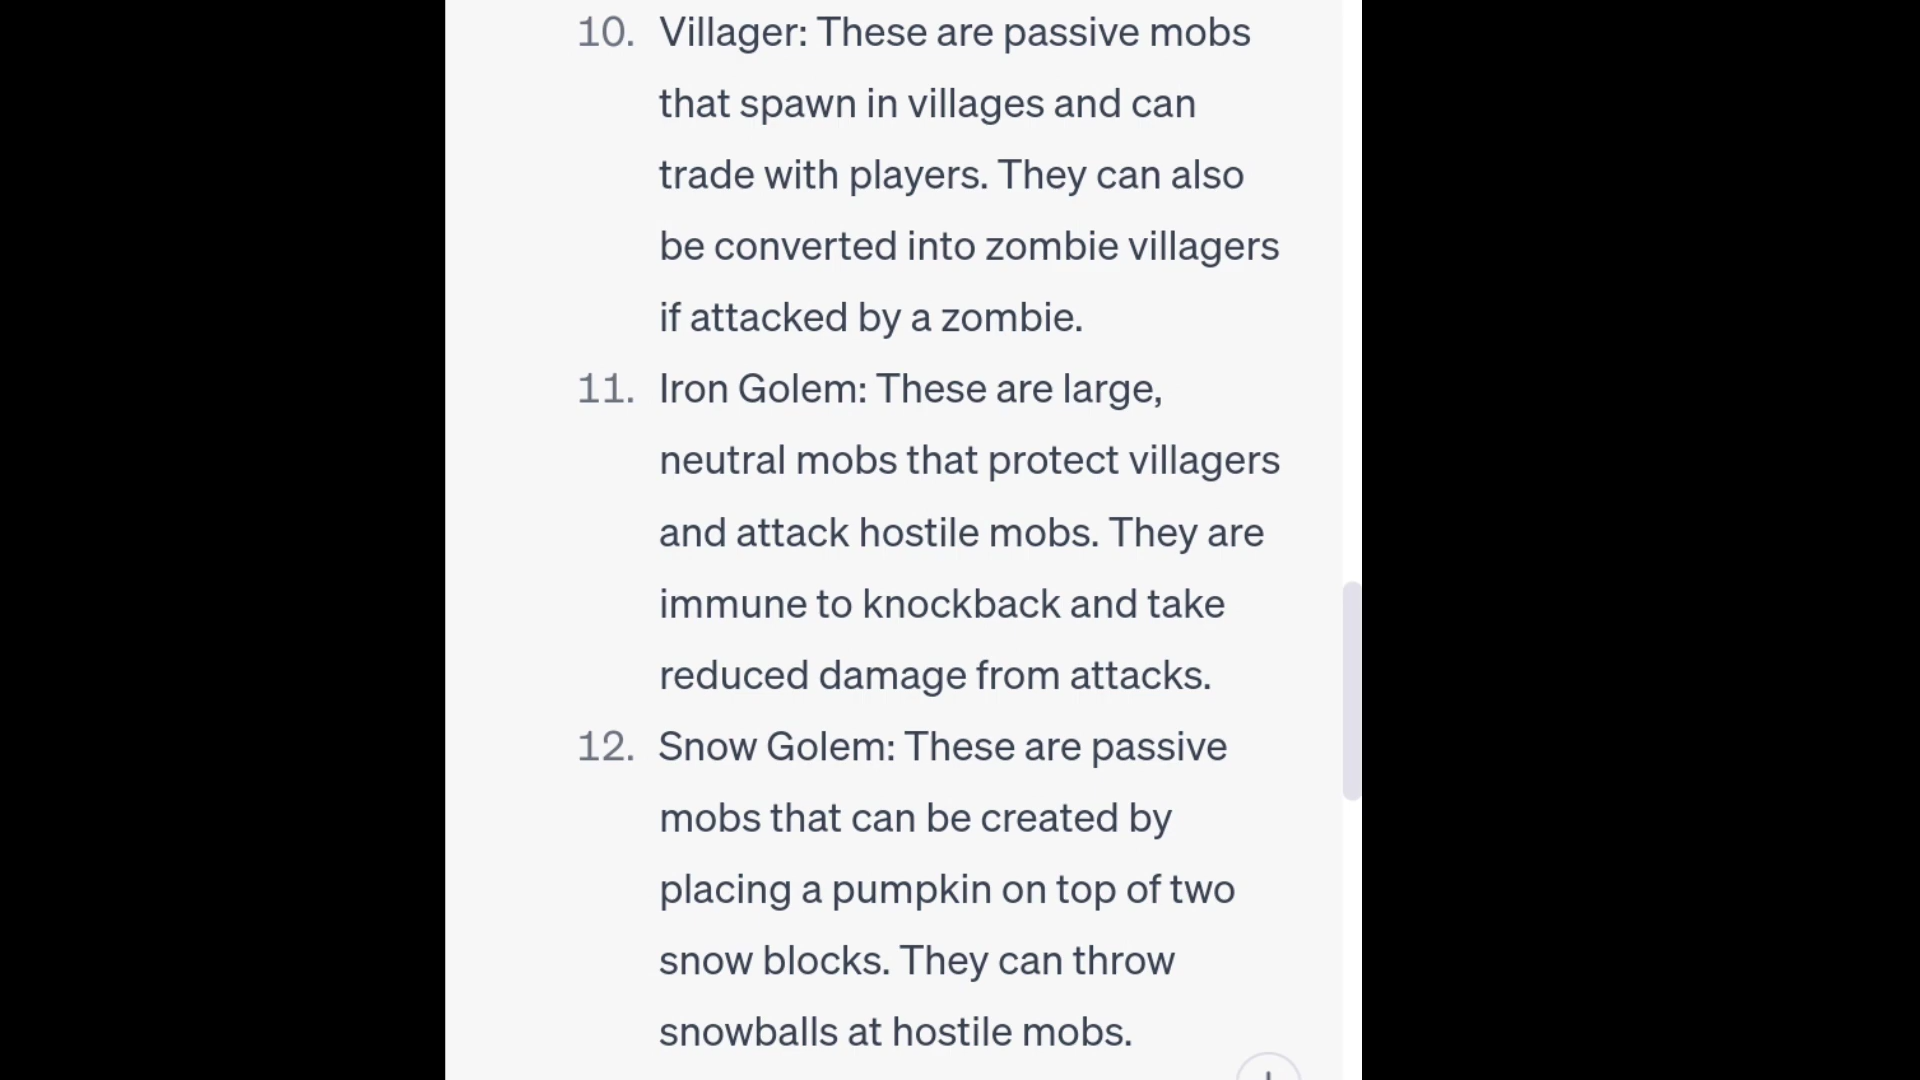 10. Villager: These are passive mobs
that spawn in villages and can
trade with players. They can also
be converted into zombie villagers
if attacked by a zombie.
11. Iron Golem: These are large,
neutral mobs that protect villagers
and attack hostile mobs. They are
immune to knockback and take
reduced damage from attacks.
12. Snow Golem: These are passive
mobs that can be created by
placing a pumpkin on top of two
snow blocks. They can throw
snowballs at hostile mobs.